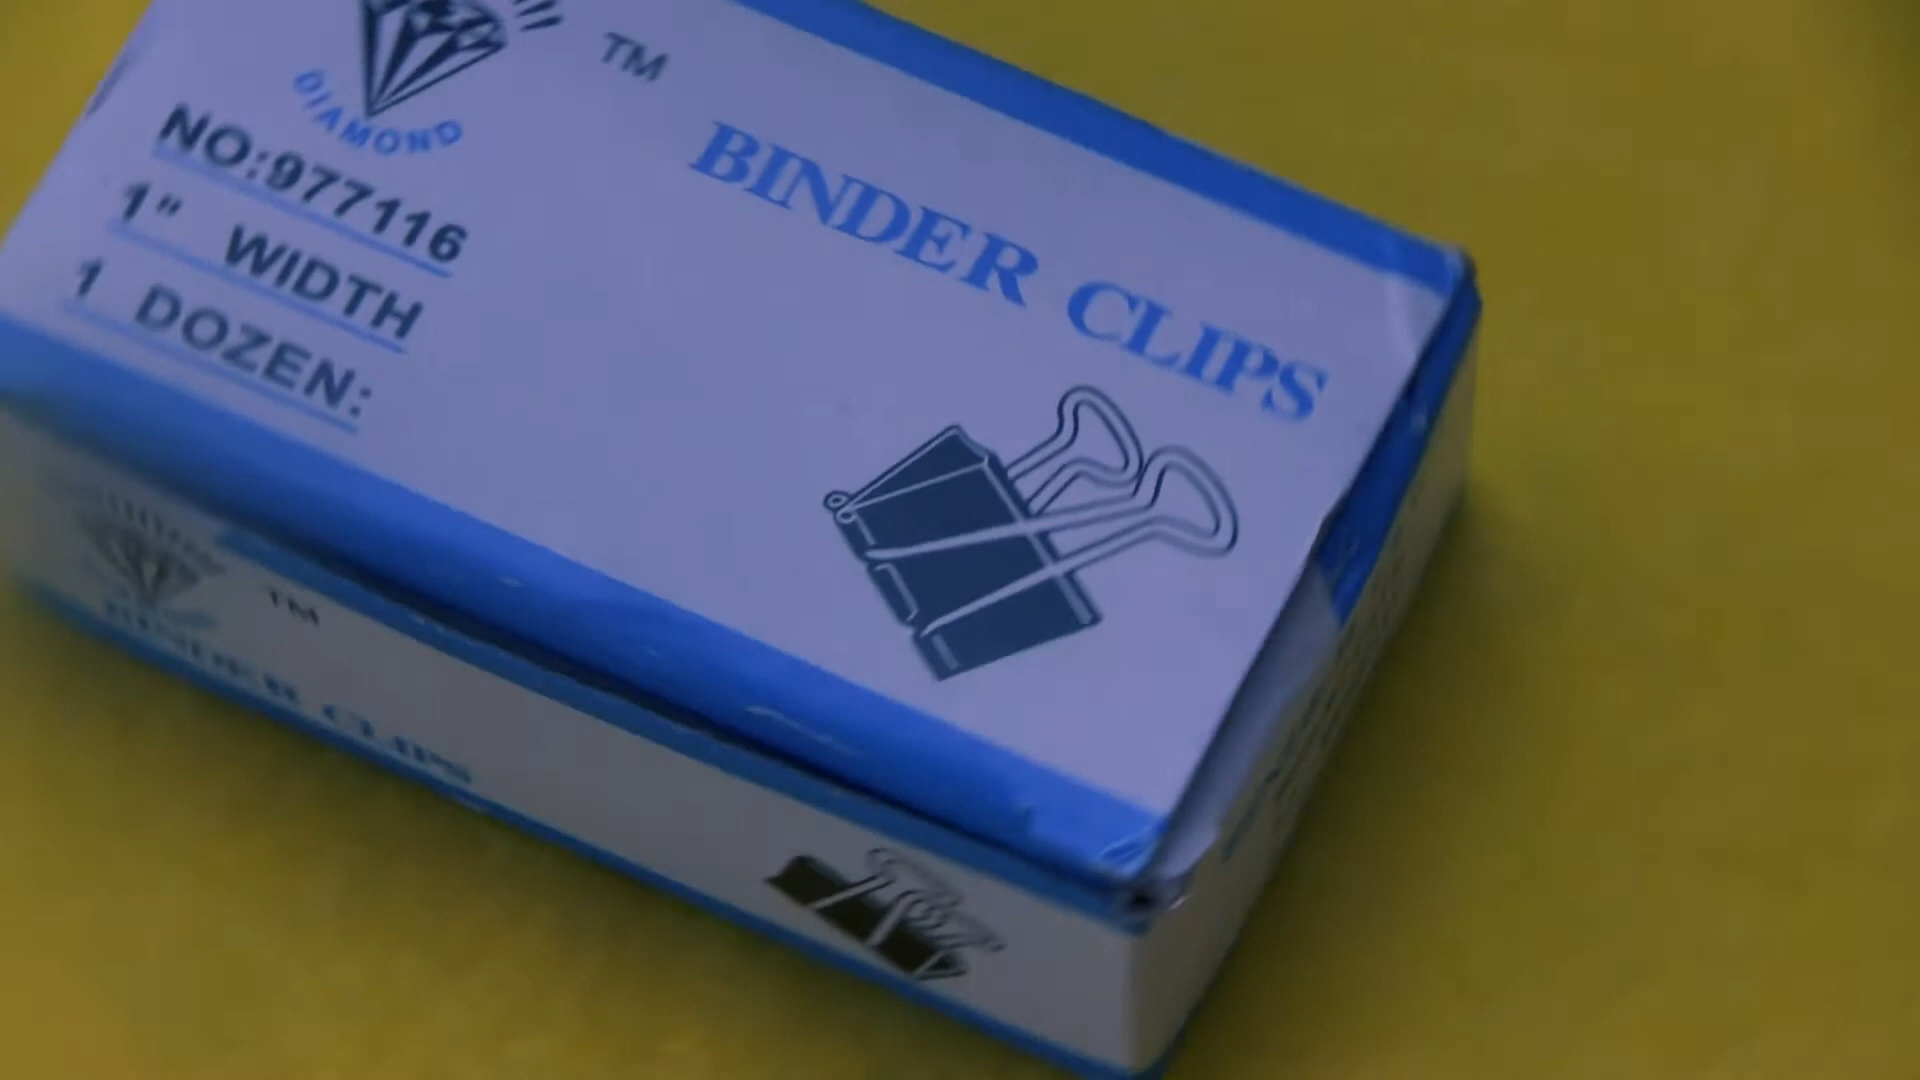 DIAMOND
TM
NO:977116
1" WIDTH
1 DOZEN:
BINDER CLIPS
TM
BINDER CLIPS